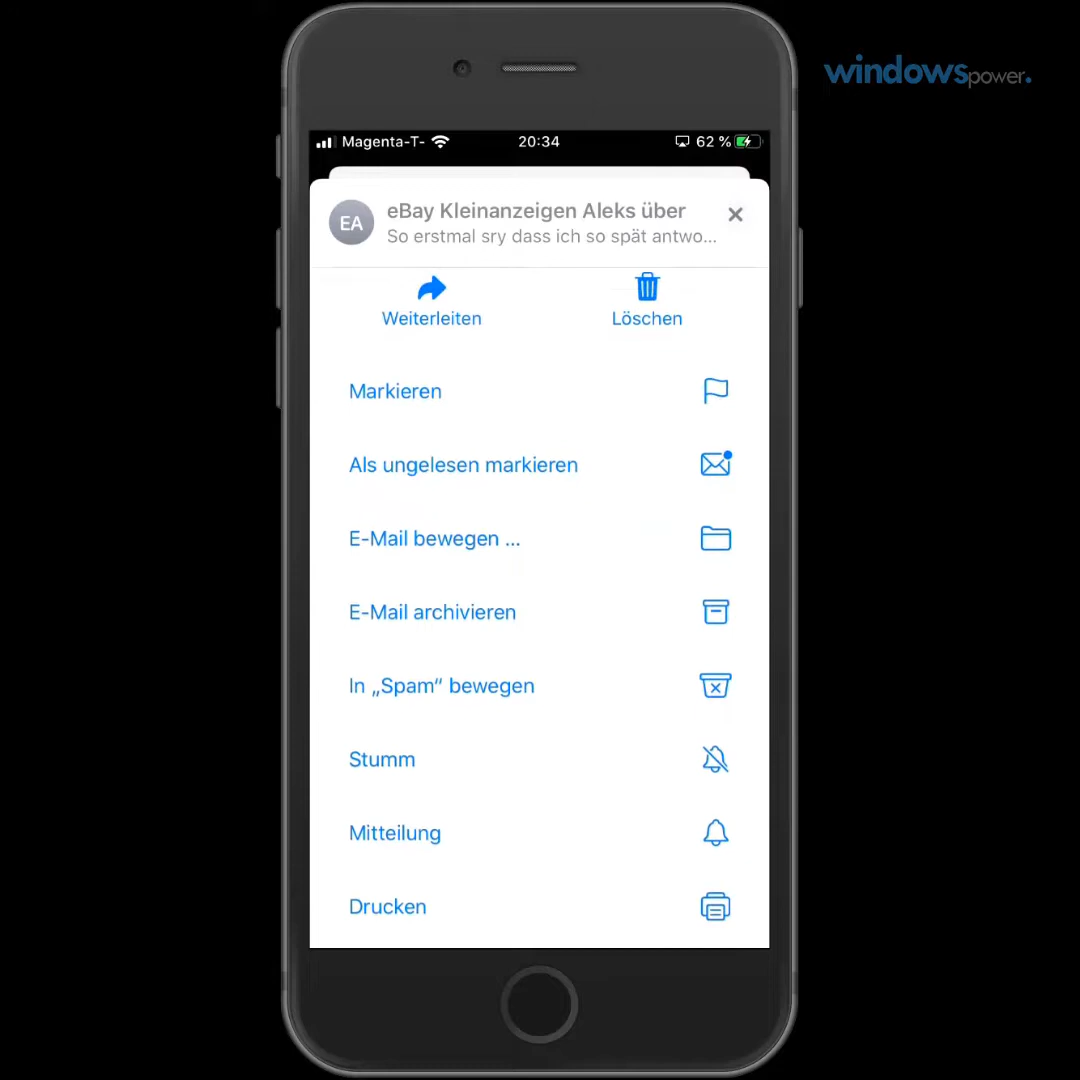 windowspower.
Magenta-T- 20:34 62 %
EA
eBay Kleinanzeigen Aleks über
So erstmal sry dass ich so spät antwo...
Weiterleiten Löschen
Markieren
Als ungelesen markieren
E-Mail bewegen ...
E-Mail archivieren
In „Spam“ bewegen
Stumm
Mitteilung
Drucken